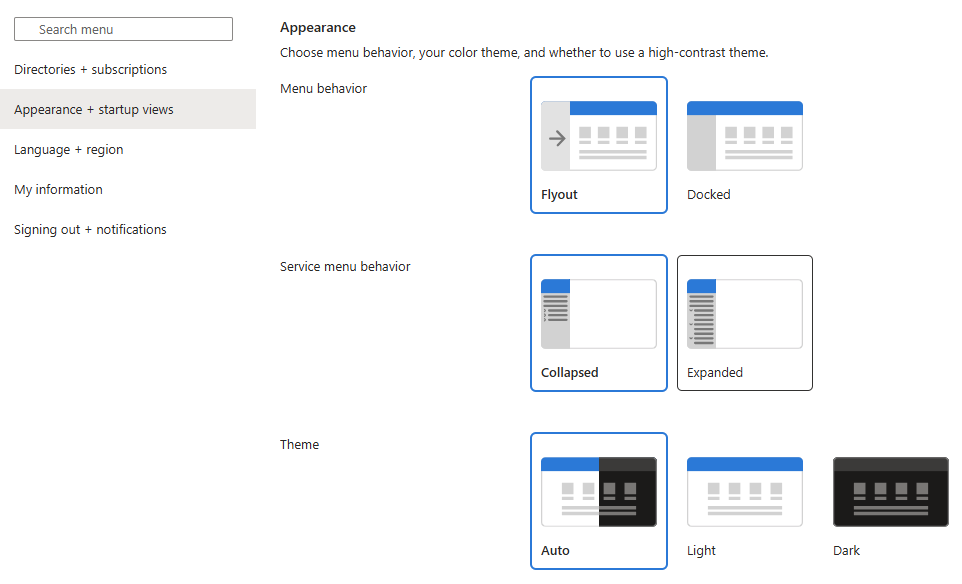 Search menu
Directories + subscriptions
Appearance + startup views
Language + region
My information
Signing out + notifications
Appearance
Choose menu behavior, your color theme, and whether to use a high-contrast theme.
Menu behavior
Flyout
Docked
Service menu behavior
Collapsed
Expanded
Theme
Auto
Light
Dark